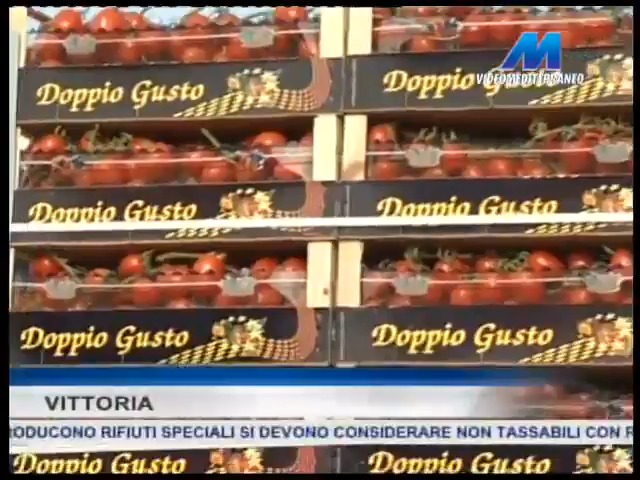 M
VIDEOMEDITERRANEO
Doppio Gusto
Doppio Gusto
Doppio Gusto
Doppio Gusto
Doppio Gusto
Doppio Gusto
VITTORIA
RODUCONO RIFIUTI SPECIALI SI DEVONO CONSIDERARE NON TASSABILI CON R
Doppio Gusto
Doppio Gusto